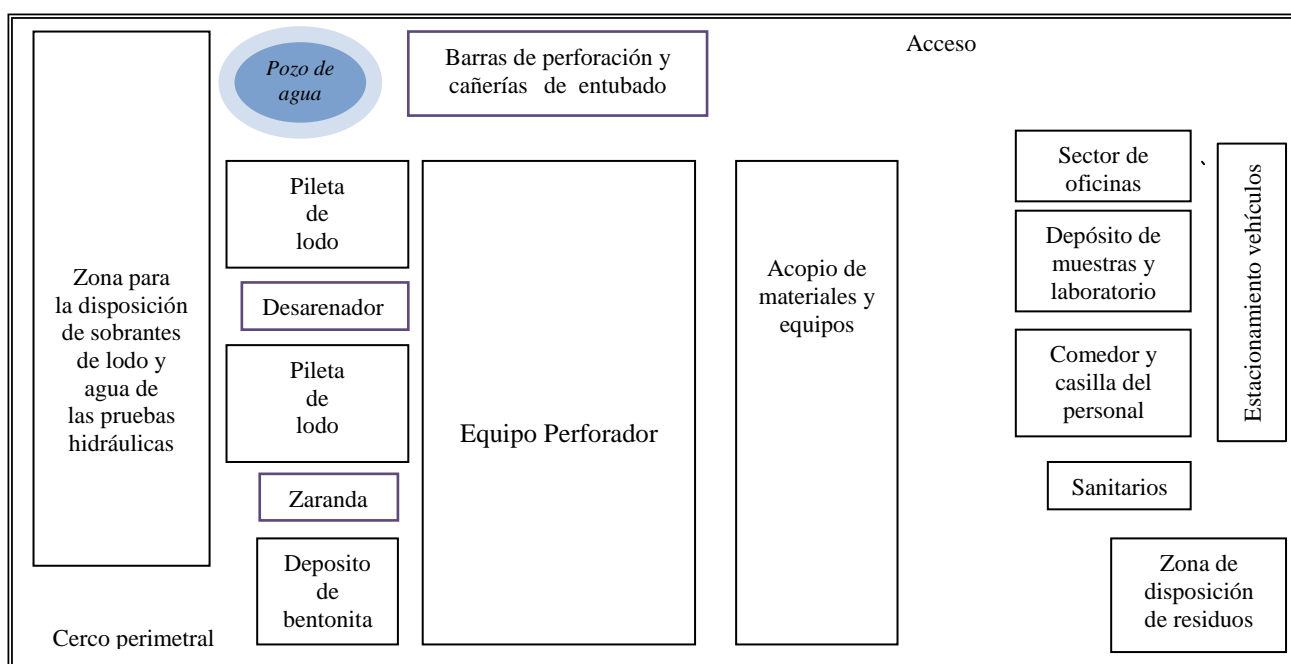 Acceso
Pozo de
agua
Barras de perforación y
cañerías de entubado
Zona para
la disposición
de sobrantes
de lodo y
agua de
las pruebas
hidráulicas
Pileta
de
lodo
Desarenador
Pileta
de
lodo
Zaranda
Deposito
de
bentonita
Equipo Perforador
Acopio de
materiales y
equipos
Sector de
oficinas
Depósito de
muestras y
laboratorio
Comedor y
casilla del
personal
Sanitarios
Estacionamiento vehículos
Zona de
disposición
de residuos
Cerco perimetral